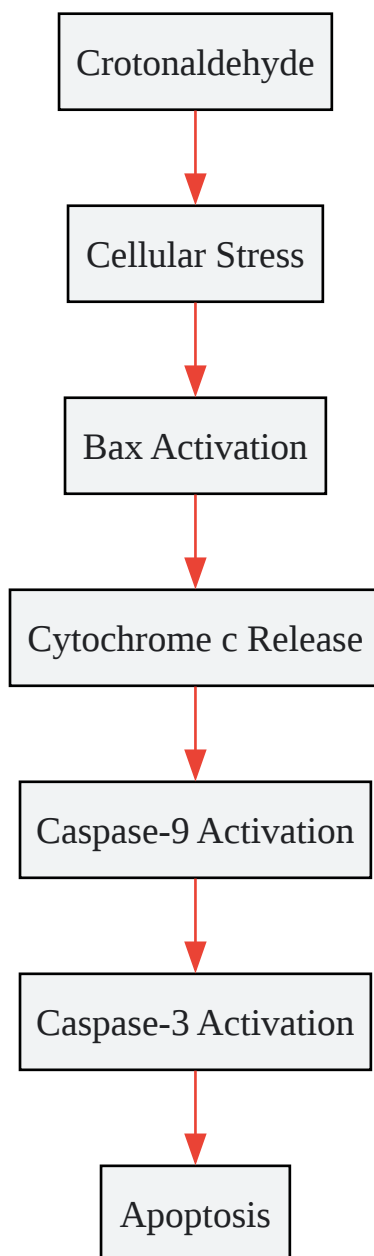 Crotonaldehyde
Cellular Stress
Bax Activation
Cytochrome c Release
Caspase-9 Activation
Caspase-3 Activation
Apoptosis